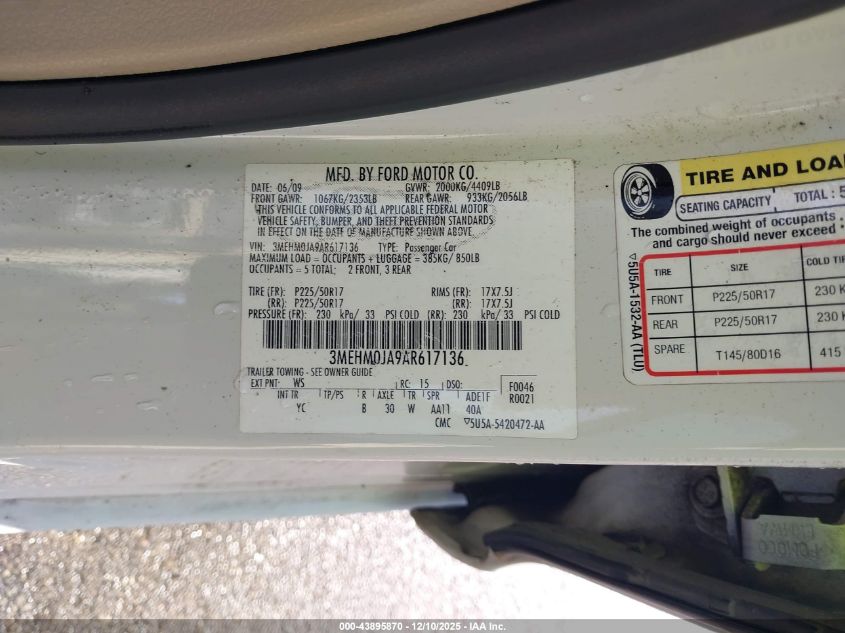 MFD. BY FORD MOTOR CO.
DATE: 06/09 GVWR: 2000KG/4409LB
FRONT GAWR: 1067KG/2353LB REAR GAWR: 933KG/2056LB
THIS VEHICLE CONFORMS TO ALL APPLICABLE FEDERAL MOTOR
VEHICLE SAFETY, BUMPER, AND THEFT PREVENTION STANDARDS
IN EFFECT ON THE DATE OF MANUFACTURE SHOWN ABOVE.
VIN: 3MEHM0JA9AR617136 TYPE: Passenger Car
MAXIMUM LOAD = OCCUPANTS + LUGGAGE = 385KG/ 850LB
OCCUPANTS = 5 TOTAL: 2 FRONT, 3 REAR
TIRE (FR): P225/50R17 RIMS (FR): 17X7.5J
(RR): P225/50R17 (RR): 17X7.5J
PRESSURE (FR): 230 kPa/ 33 PSI COLD (RR): 230 kPa/ 33 PSI COLD
3MEHM0JA9AR617136
TRAILER TOWING - SEE OWNER GUIDE
EXT PNT: WS RC: 15 DSO: F0046
INT TR TP/PS R AXLE TR SPR ADE1F R0021
YC B 30 W AA11 40A
CMC ▽5U5A-5420472-AA
TIRE AND LOA
SEATING CAPACITY TOTAL : 5
The combined weight of occupants
and cargo should never exceed :
▽5U5A-1532-AA (TLU)
TIRE SIZE COLD TI
FRONT P225/50R17 230 K
REAR P225/50R17 230 K
SPARE T145/80D16 415
000-43895870 - 12/10/2025 - IAA Inc.